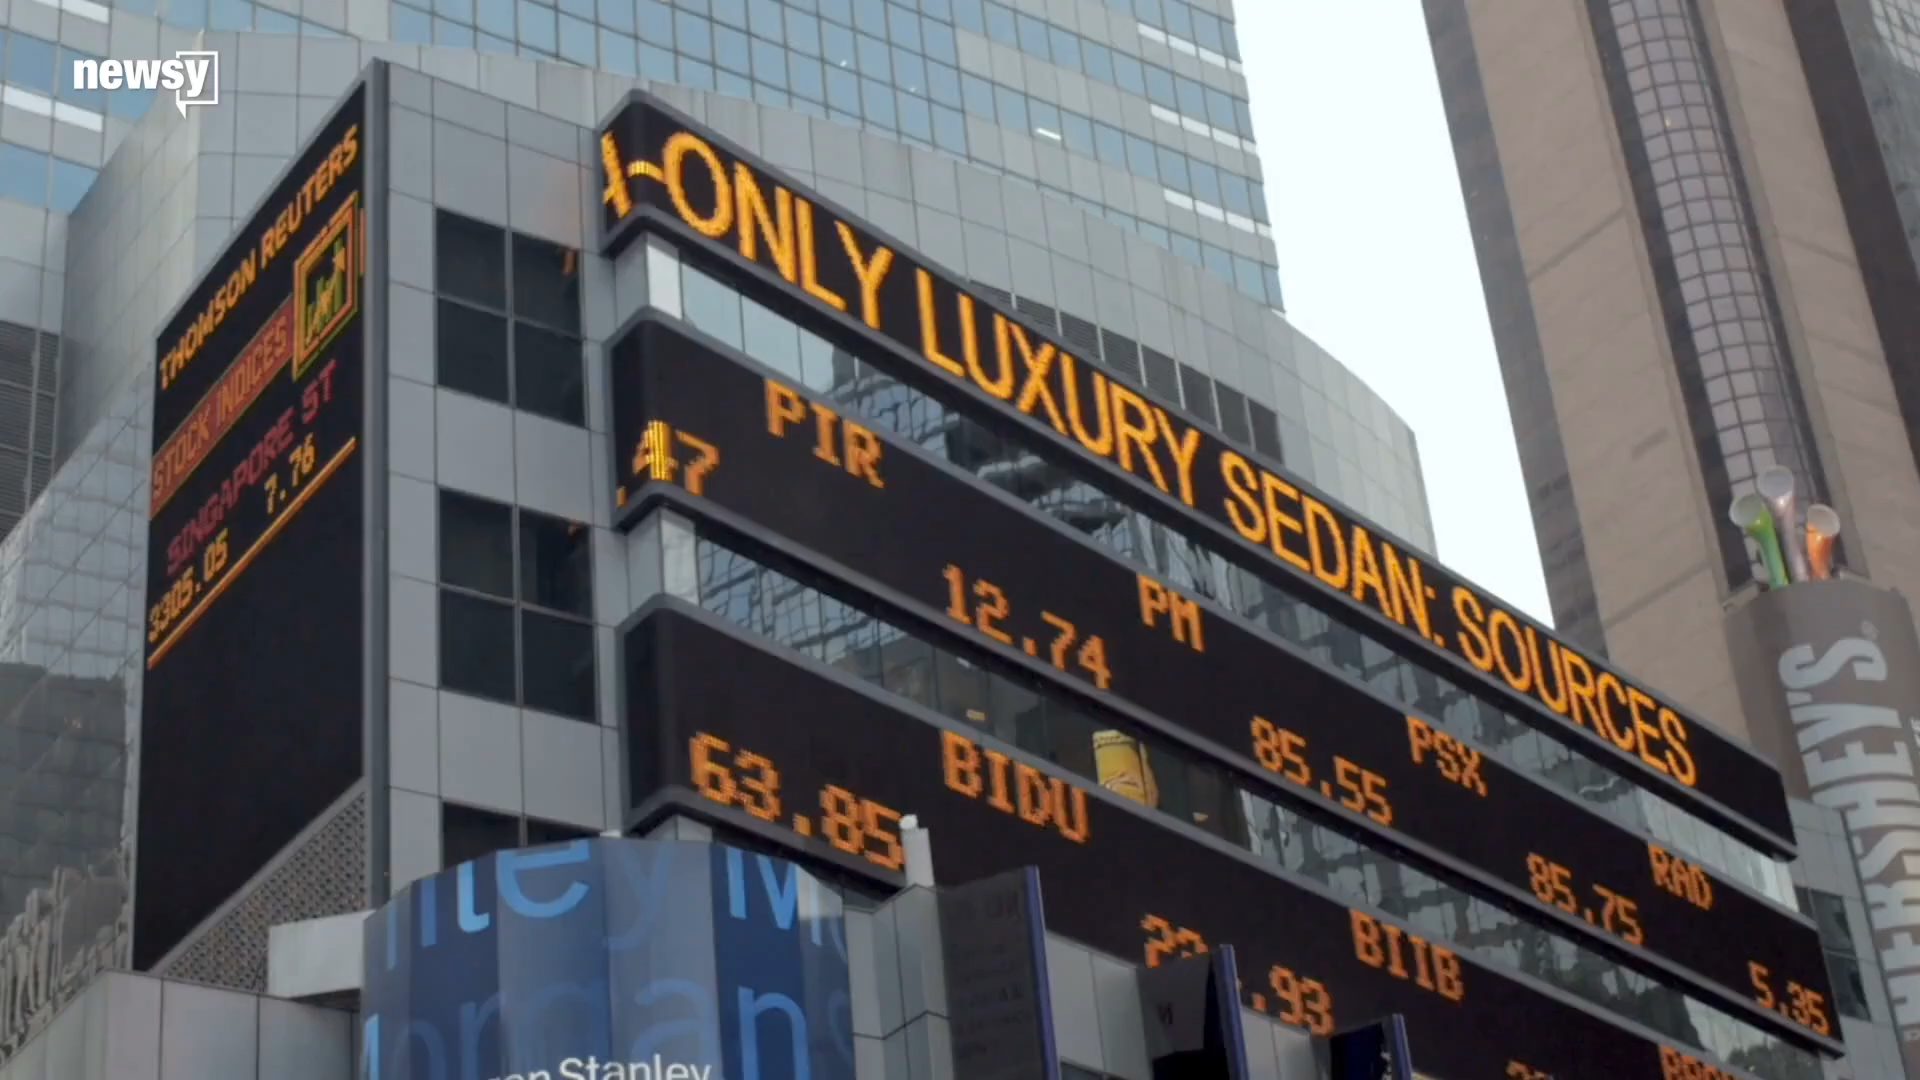 newsy
THOMSON REUTERS
STOCK INDICES
SINGAPORE ST
3305.05 7.76
-ONLY LUXURY SEDAN: SOURCES
.47 PIR 12.74 PM 85.55 PSX 85.75 RAD 5.35
63.85 BIDU .93 BIIB
HERSHEY'S
Stanley